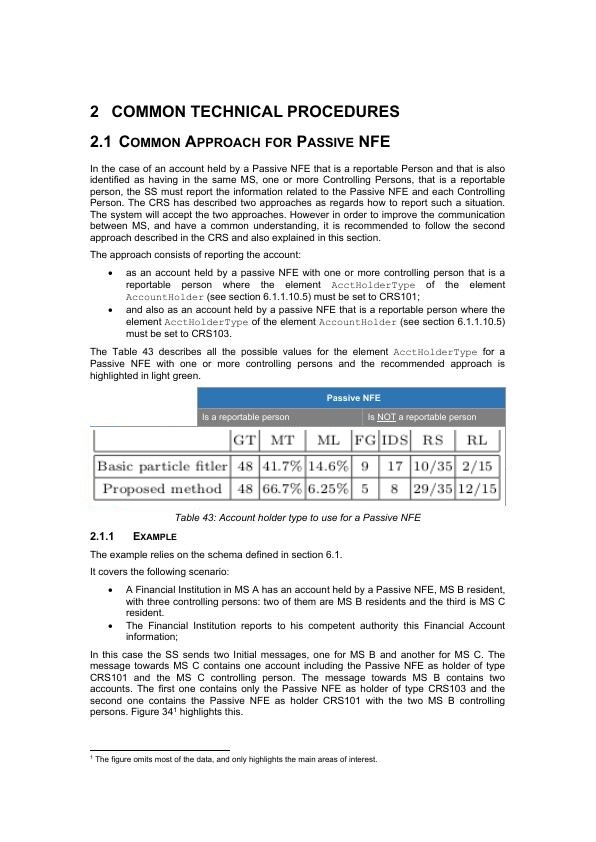 2 COMMON TECHNICAL PROCEDURES
2.1 COMMON APPROACH FOR PASSIVE NFE
In the case of an account held by a Passive NFE that is a reportable Person and that is also
identified as having in the same MS, one or more Controlling Persons, that is a reportable
person, the SS must report the information related to the Passive NFE and each Controlling
Person. The CRS has described two approaches as regards how to report such a situation.
The system will accept the two approaches. However in order to improve the communication
between MS, and have a common understanding, it is recommended to follow the second
approach described in the CRS and also explained in this section.
The approach consists of reporting the account:
• as an account held by a passive NFE with one or more controlling person that is a
reportable person where the element AcctHolderType of the element
AccountHolder (see section 6.1.1.10.5) must be set to CRS101;
• and also as an account held by a passive NFE that is a reportable person where the
element AcctHolderType of the element AccountHolder (see section 6.1.1.10.5)
must be set to CRS103.
The Table 43 describes all the possible values for the element AcctHolderType for a
Passive NFE with one or more controlling persons and the recommended approach is
highlighted in light green.
Passive NFE
Is a reportable person Is NOT a reportable person
GT MT ML FG IDS RS RL
Basic particle fitler 48 41.7% 14.6% 9 17 10/35 2/15
Proposed method 48 66.7% 6.25% 5 8 29/35 12/15
Table 43: Account holder type to use for a Passive NFE
2.1.1 EXAMPLE
The example relies on the schema defined in section 6.1.
It covers the following scenario:
• A Financial Institution in MS A has an account held by a Passive NFE, MS B resident,
with three controlling persons: two of them are MS B residents and the third is MS C
resident.
• The Financial Institution reports to his competent authority this Financial Account
information;
In this case the SS sends two Initial messages, one for MS B and another for MS C. The
message towards MS C contains one account including the Passive NFE as holder of type
CRS101 and the MS C controlling person. The message towards MS B contains two
accounts. The first one contains only the Passive NFE as holder of type CRS103 and the
second one contains the Passive NFE as holder CRS101 with the two MS B controlling
persons. Figure 34¹ highlights this.
¹ The figure omits most of the data, and only highlights the main areas of interest.